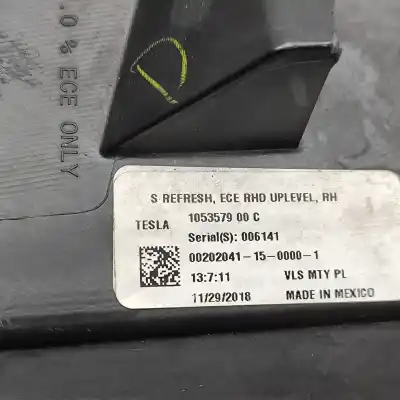 .0 % ECE ONLY
D
S REFRESH, ECE RHD UPLEVEL, RH
TESLA 1053579 00 C
Serial(S): 006141
00202041-15-0000-1
13:7:11 VLS MTY PL
11/29/2018 MADE IN MEXICO